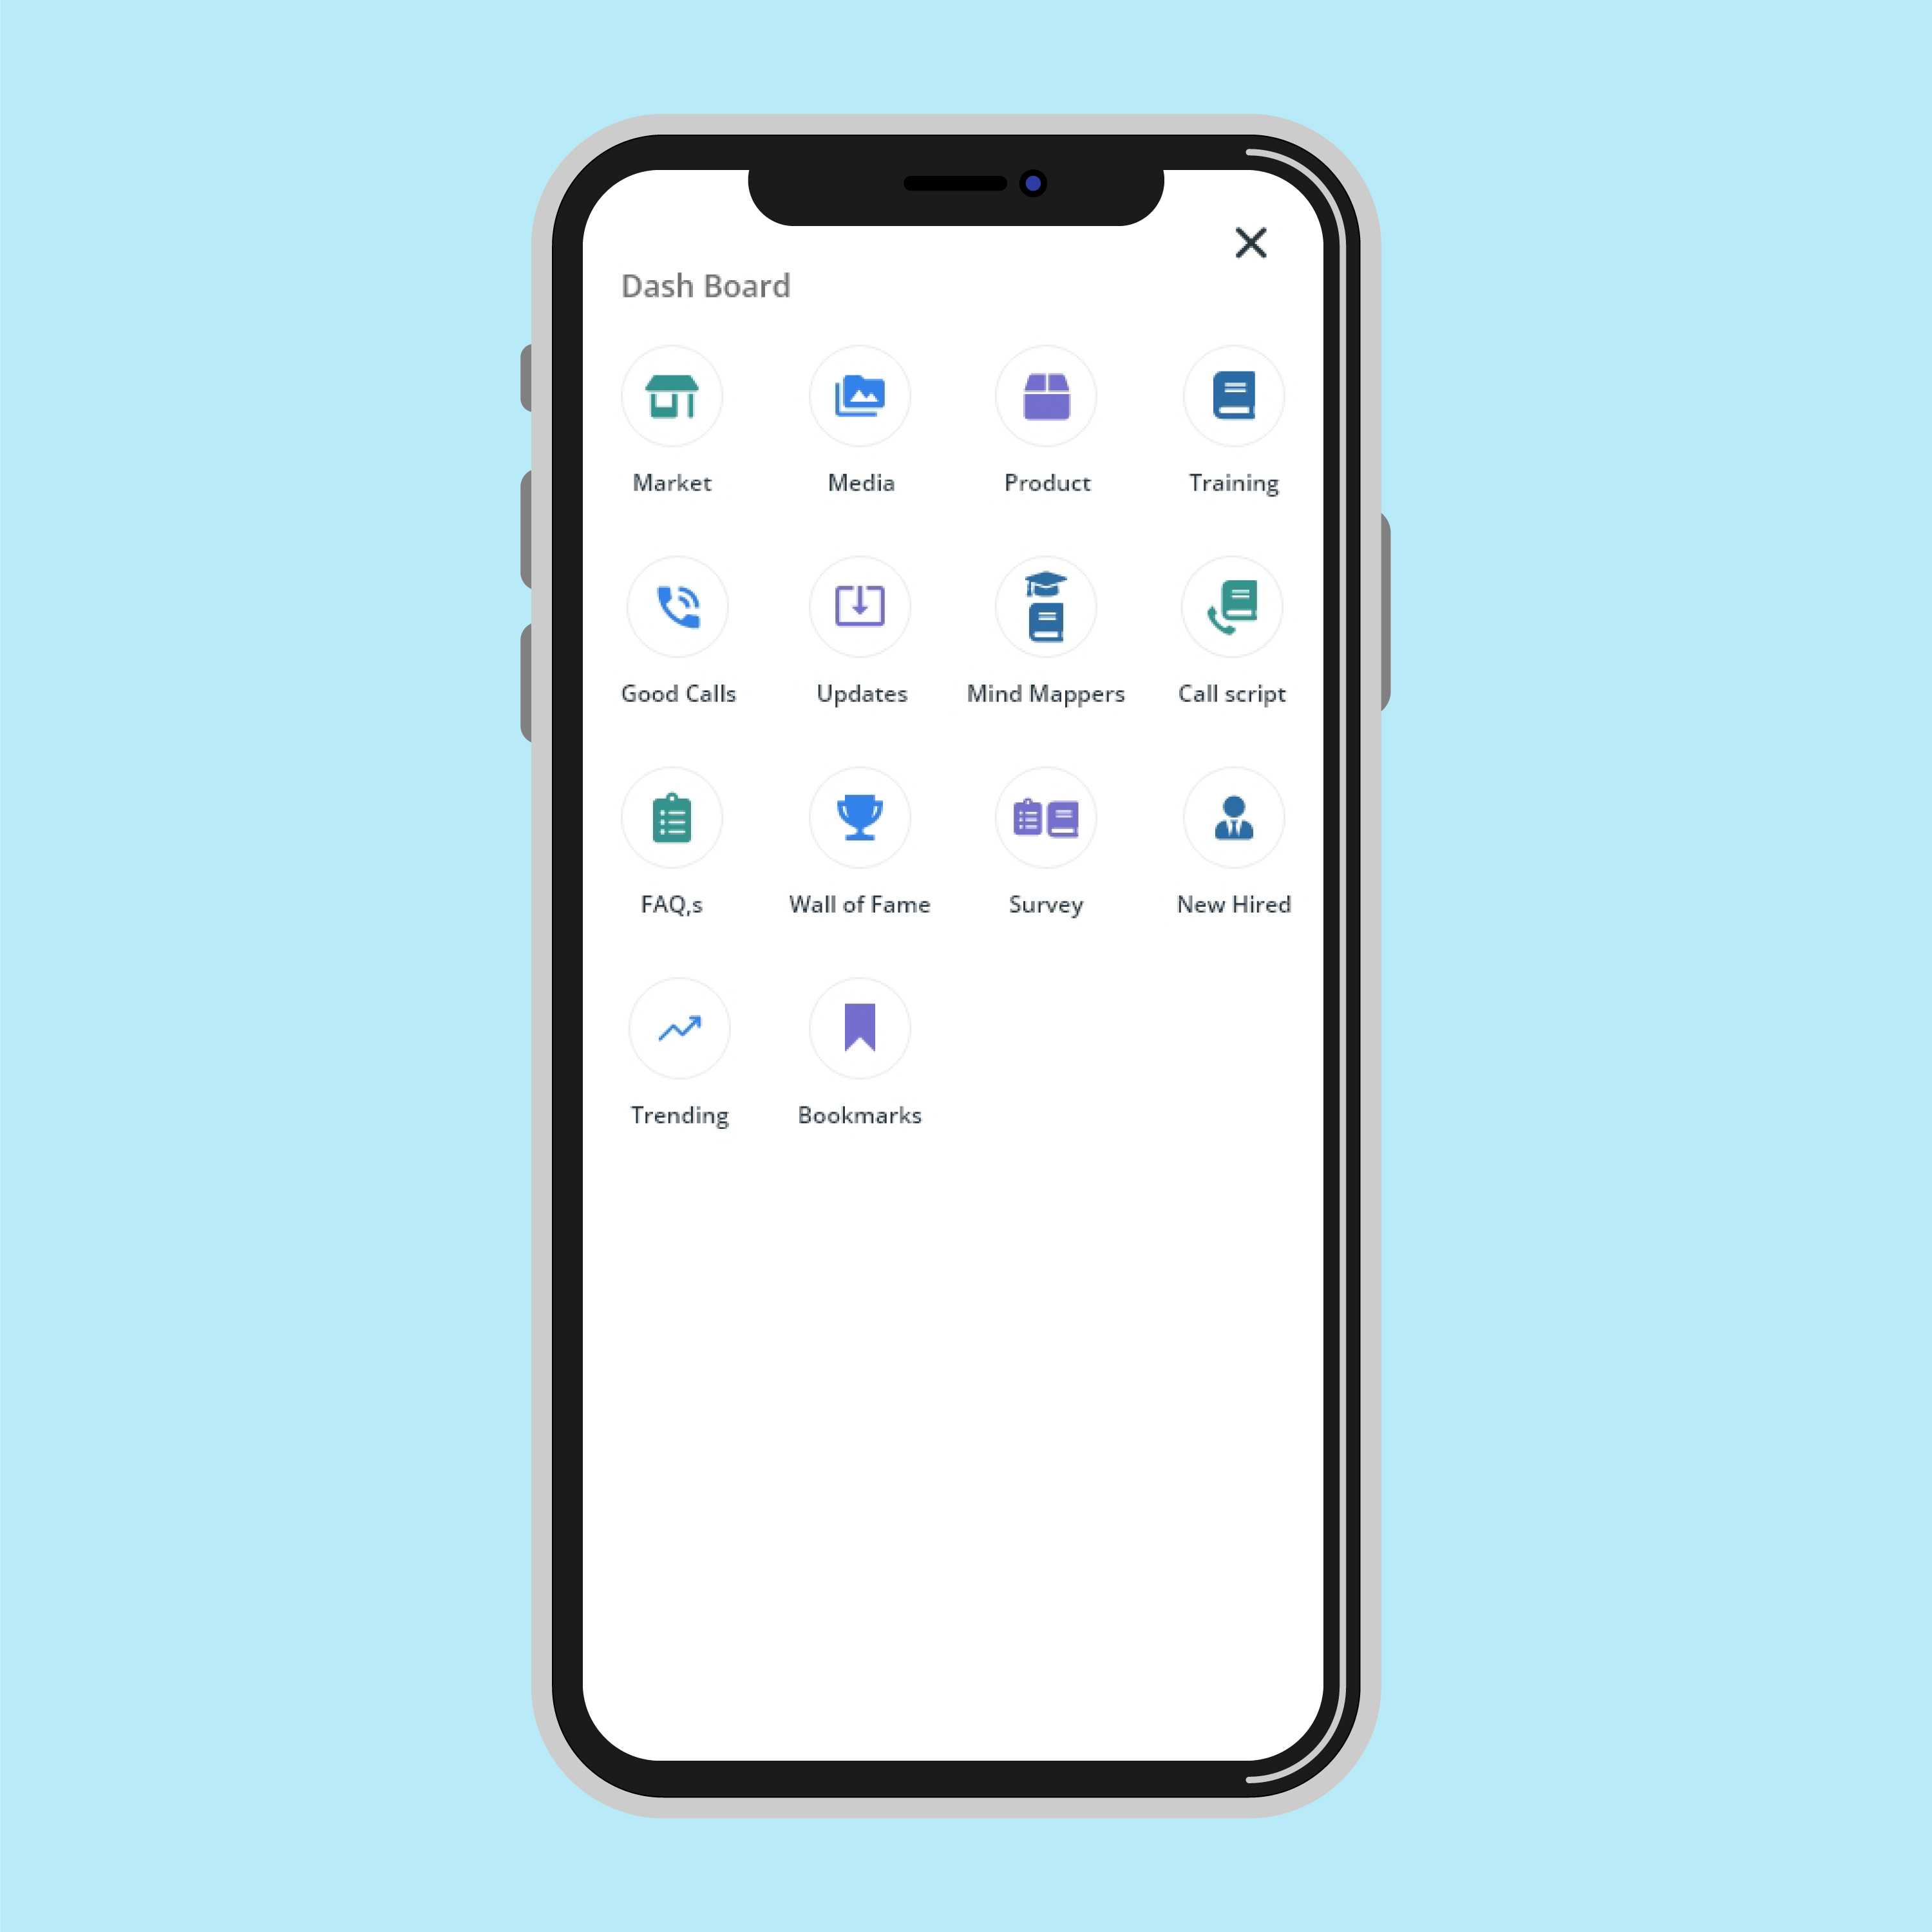 Dash Board
Market Media Product Training
Good Calls Updates Mind Mappers Call script
FAQ,s Wall of Fame Survey New Hired
Trending Bookmarks